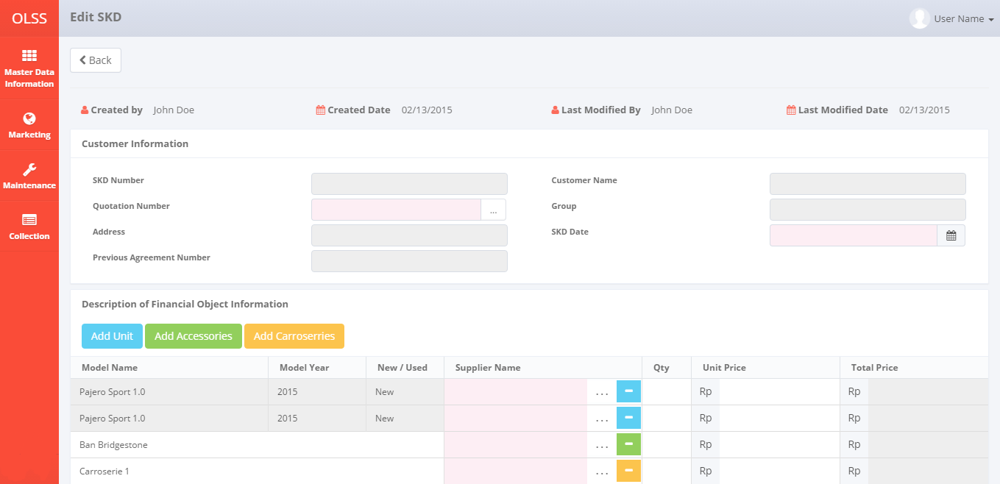 OLSS
Edit SKD
User Name
Back
Master Data
Information
Marketing
Maintenance
Collection
Created by John Doe
Created Date 02/13/2015
Last Modified By John Doe
Last Modified Date 02/13/2015
Customer Information
SKD Number
Customer Name
Quotation Number ...
Group
Address
SKD Date
Previous Agreement Number
Description of Financial Object Information
Add Unit Add Accessories Add Carroserries
Model Name Model Year New / Used Supplier Name Qty Unit Price Total Price
Pajero Sport 1.0 2015 New ... Rp Rp
Pajero Sport 1.0 2015 New ... Rp Rp
Ban Bridgestone ... Rp Rp
Carroserie 1 ... Rp Rp